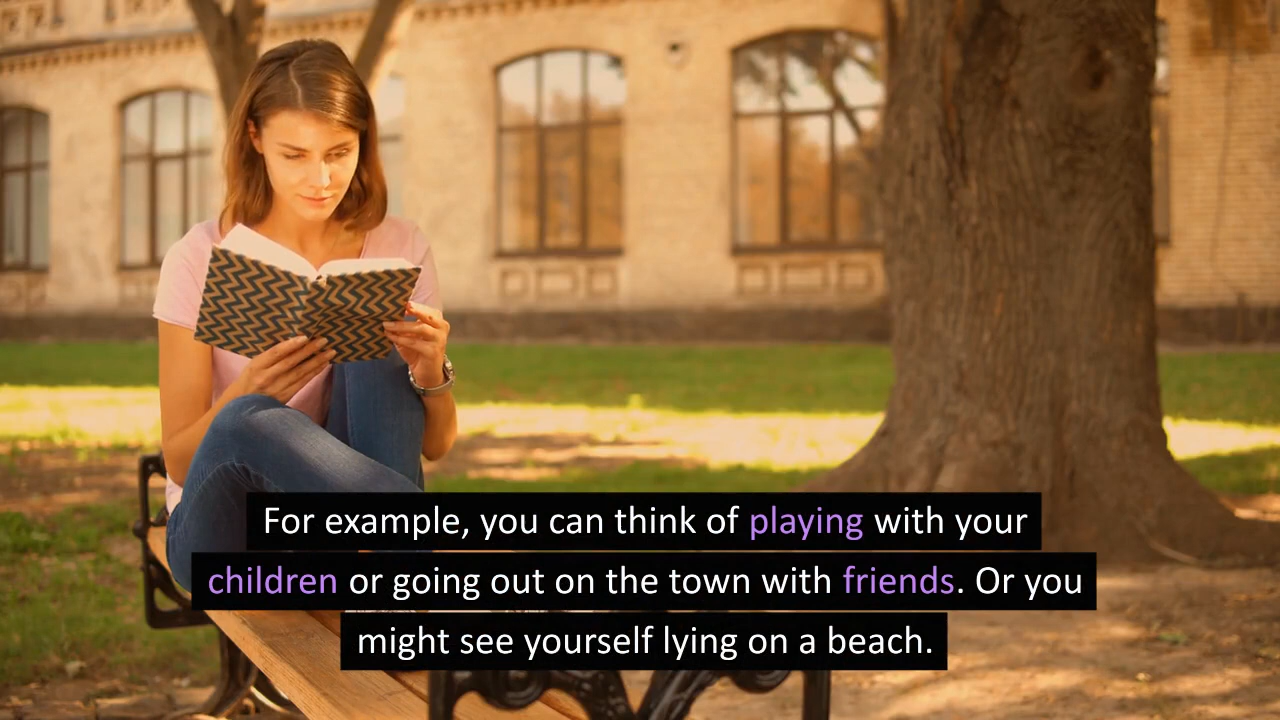 For example, you can think of playing with your
children or going out on the town with friends. Or you
might see yourself lying on a beach.